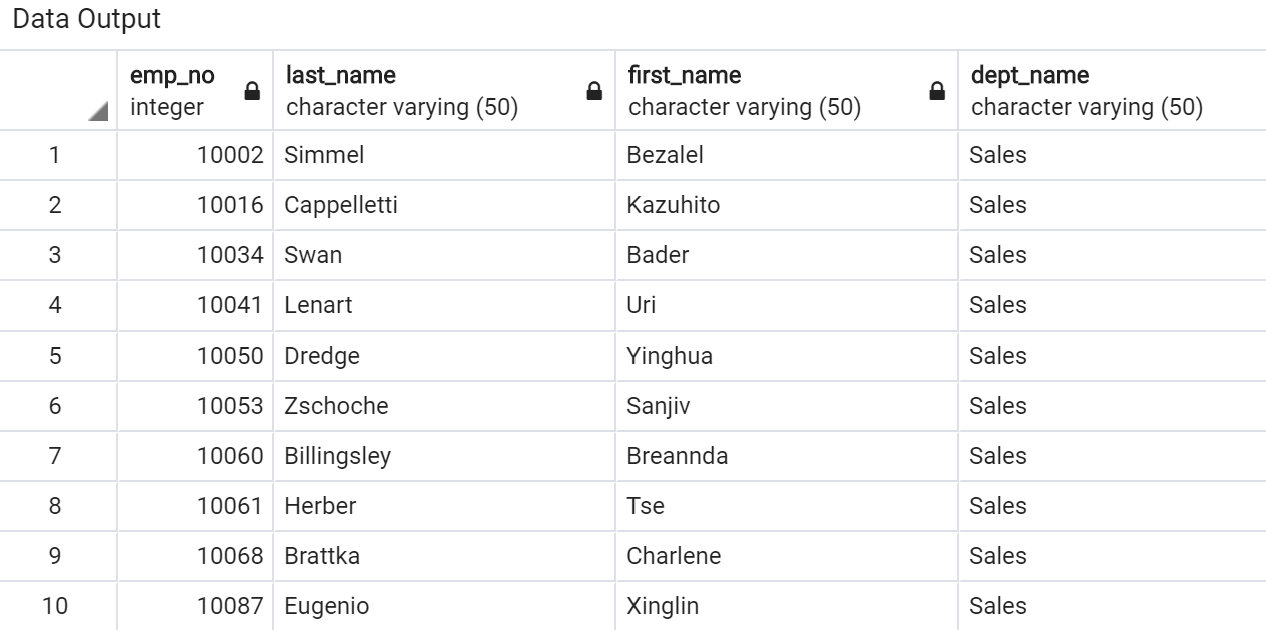 Data Output
emp_no last_name first_name dept_name
integer character varying (50) character varying (50) character varying (50)
1 10002 Simmel Bezalel Sales
2 10016 Cappelletti Kazuhito Sales
3 10034 Swan Bader Sales
4 10041 Lenart Uri Sales
5 10050 Dredge Yinghua Sales
6 10053 Zschoche Sanjiv Sales
7 10060 Billingsley Breannda Sales
8 10061 Herber Tse Sales
9 10068 Brattka Charlene Sales
10 10087 Eugenio Xinglin Sales